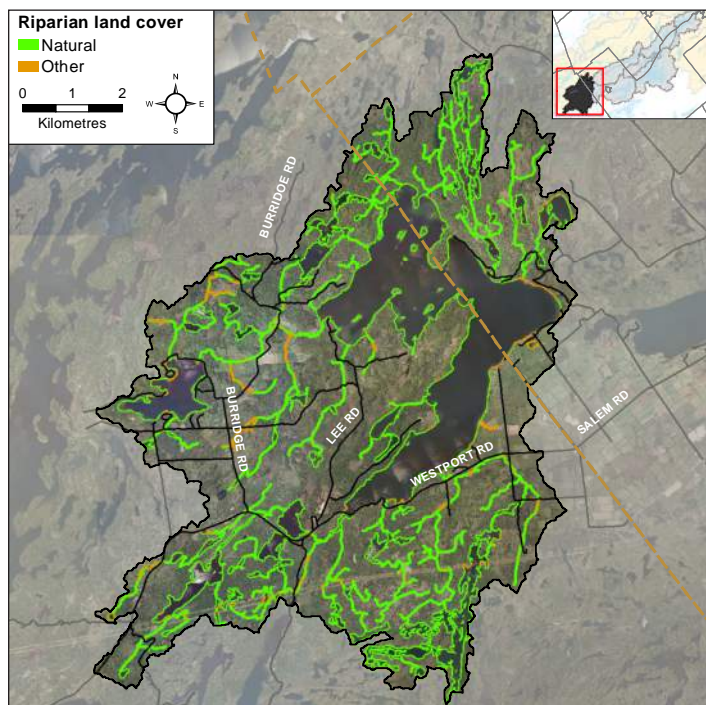 Riparian land cover
Natural
Other
0 1 2
Kilometres
N
W E
S
BURRIDOE RD
BURRIDGE RD
LEE RD
WESTPORT RD
SALEM RD